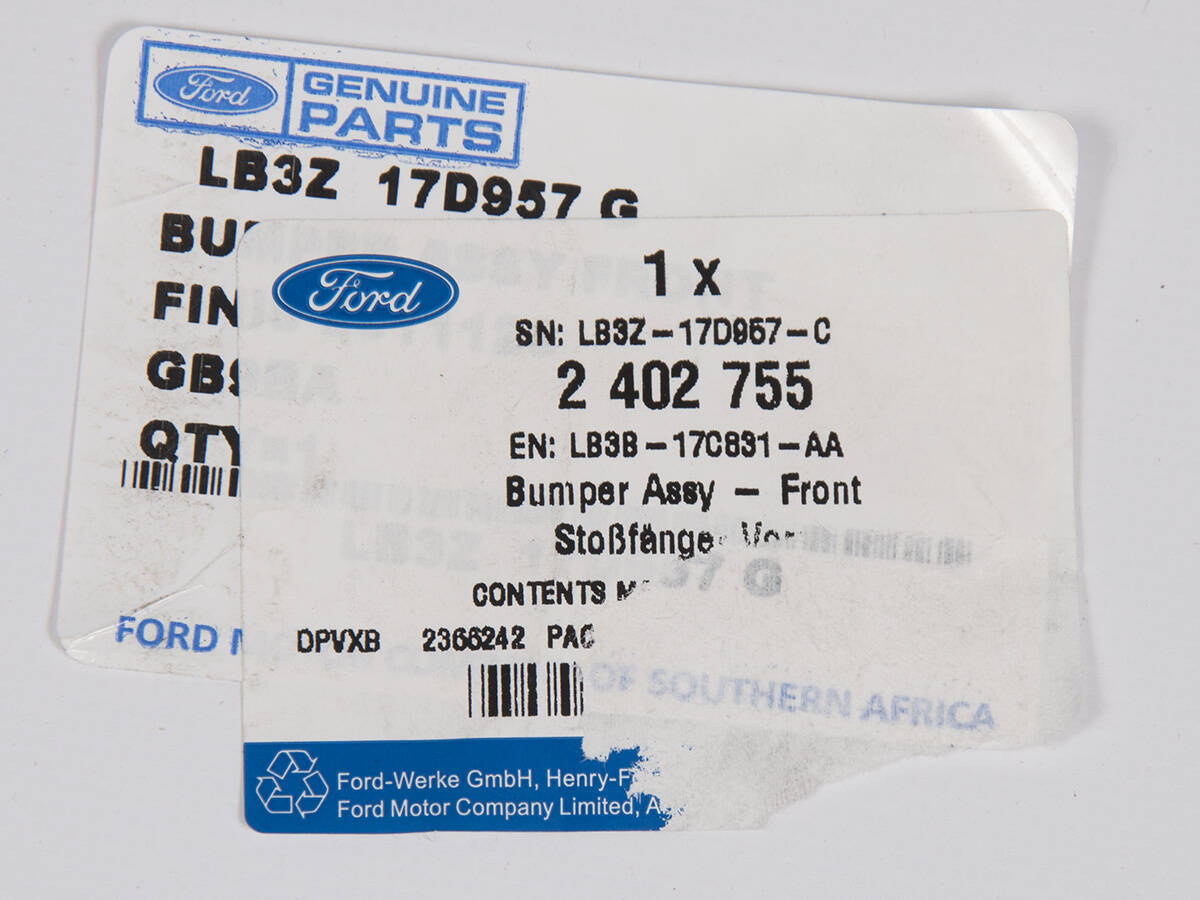 Ford GENUINE
PARTS
LB3Z 17D957 G
BU
FIN
GBS
QTY
FORD M
Ford
1 x
SN: LB3Z-17D957-C
2 402 755
EN: LB3B-17C831-AA
Bumper Assy - Front
Stoßfänge Vor
CONTENTS M
DPVXB 2366242 PAC
OF SOUTHERN AFRICA
Ford-Werke GmbH, Henry-F
Ford Motor Company Limited, A